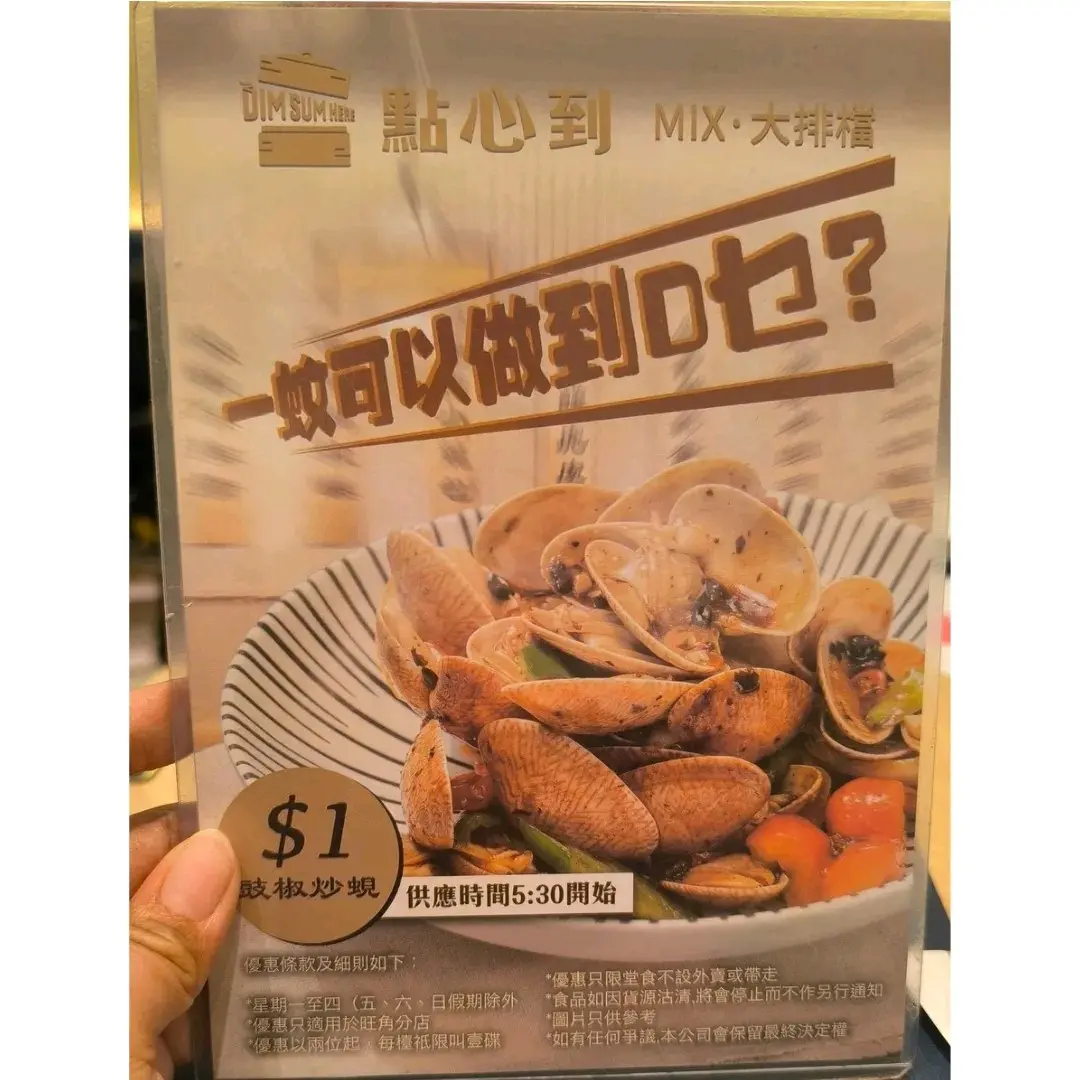 DIM SUM HERE
點心到 MIX·大排檔
一蚊可以做到口乜?
$1
豉椒炒蜆
供應時間5:30開始
優惠條款及細則如下：
*星期一至四（五、六、日假期除外
*優惠只適用於旺角分店
*優惠以兩位起，每檯祇限叫壹碟
*優惠只限堂食不設外賣或帶走
*食品如因貨源沽清,將會停止而不作另行通知
*圖片只供參考
*如有任何爭議,本公司會保留最終決定權